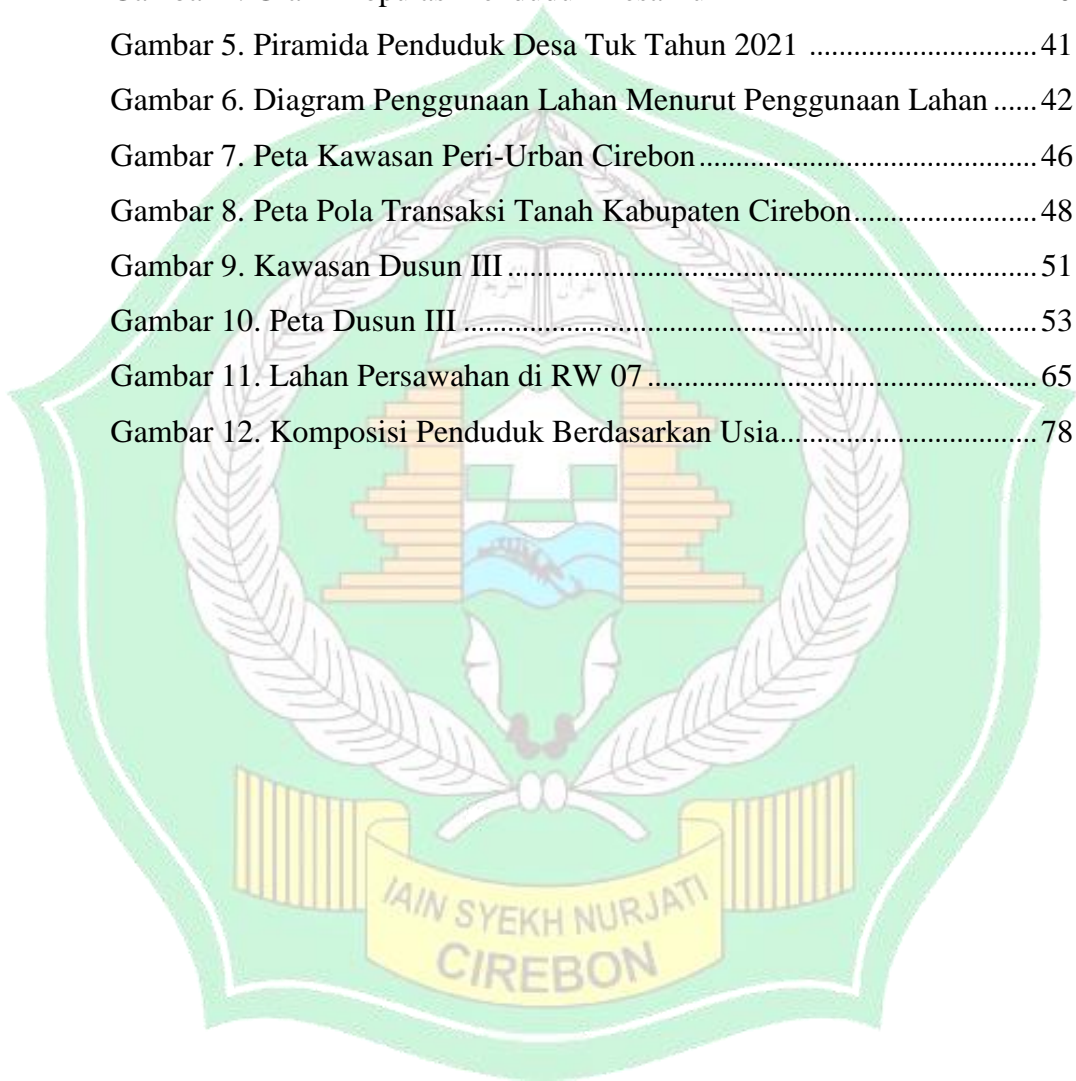 Gambar 5. Piramida Penduduk Desa Tuk Tahun 2021 ............................ 41
Gambar 6. Diagram Penggunaan Lahan Menurut Penggunaan Lahan ...... 42
Gambar 7. Peta Kawasan Peri-Urban Cirebon .......................................... 46
Gambar 8. Peta Pola Transaksi Tanah Kabupaten Cirebon ....................... 48
Gambar 9. Kawasan Dusun III .................................................................. 51
Gambar 10. Peta Dusun III ........................................................................ 53
Gambar 11. Lahan Persawahan di RW 07 ................................................. 65
Gambar 12. Komposisi Penduduk Berdasarkan Usia ................................ 78
IAIN SYEKH NURJATI
CIREBON